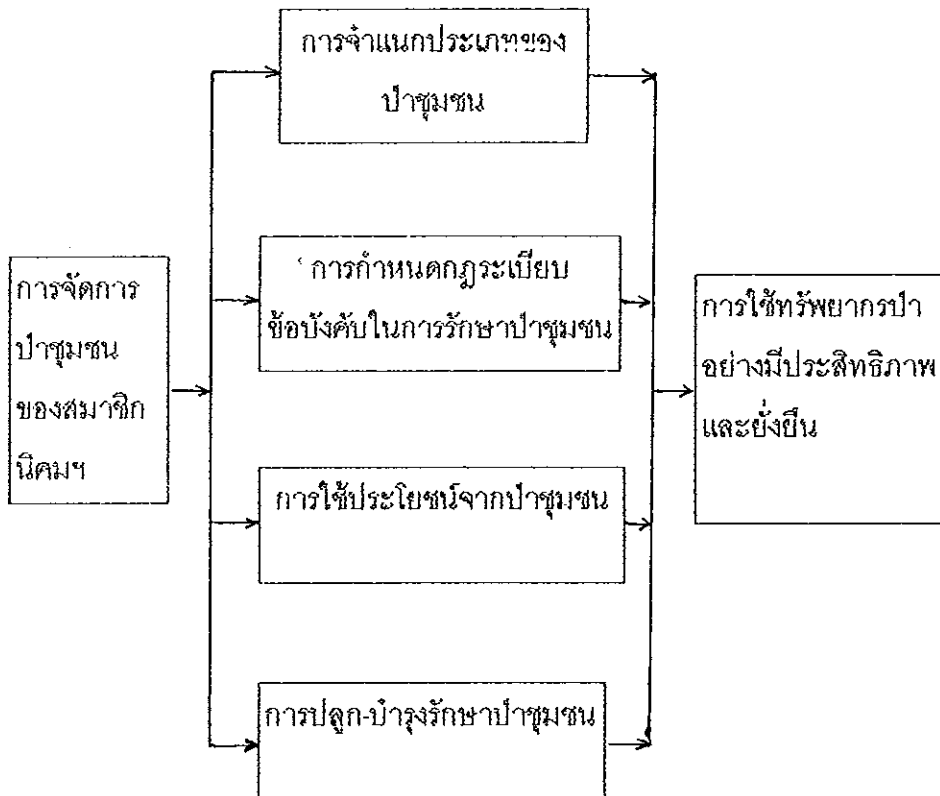 การจำแนกประเภทของ
ป่าชุมชน
การกำหนดกฎระเบียบ
ข้อบังคับในการรักษาป่าชุมชน
การจัดการ
ป่าชุมชน
ของสมาชิก
นิคมฯ
การใช้ทรัพยากรป่า
อย่างมีประสิทธิภาพ
และยั่งยืน
การใช้ประโยชน์จากป่าชุมชน
การปลูก-บำรุงรักษาป่าชุมชน